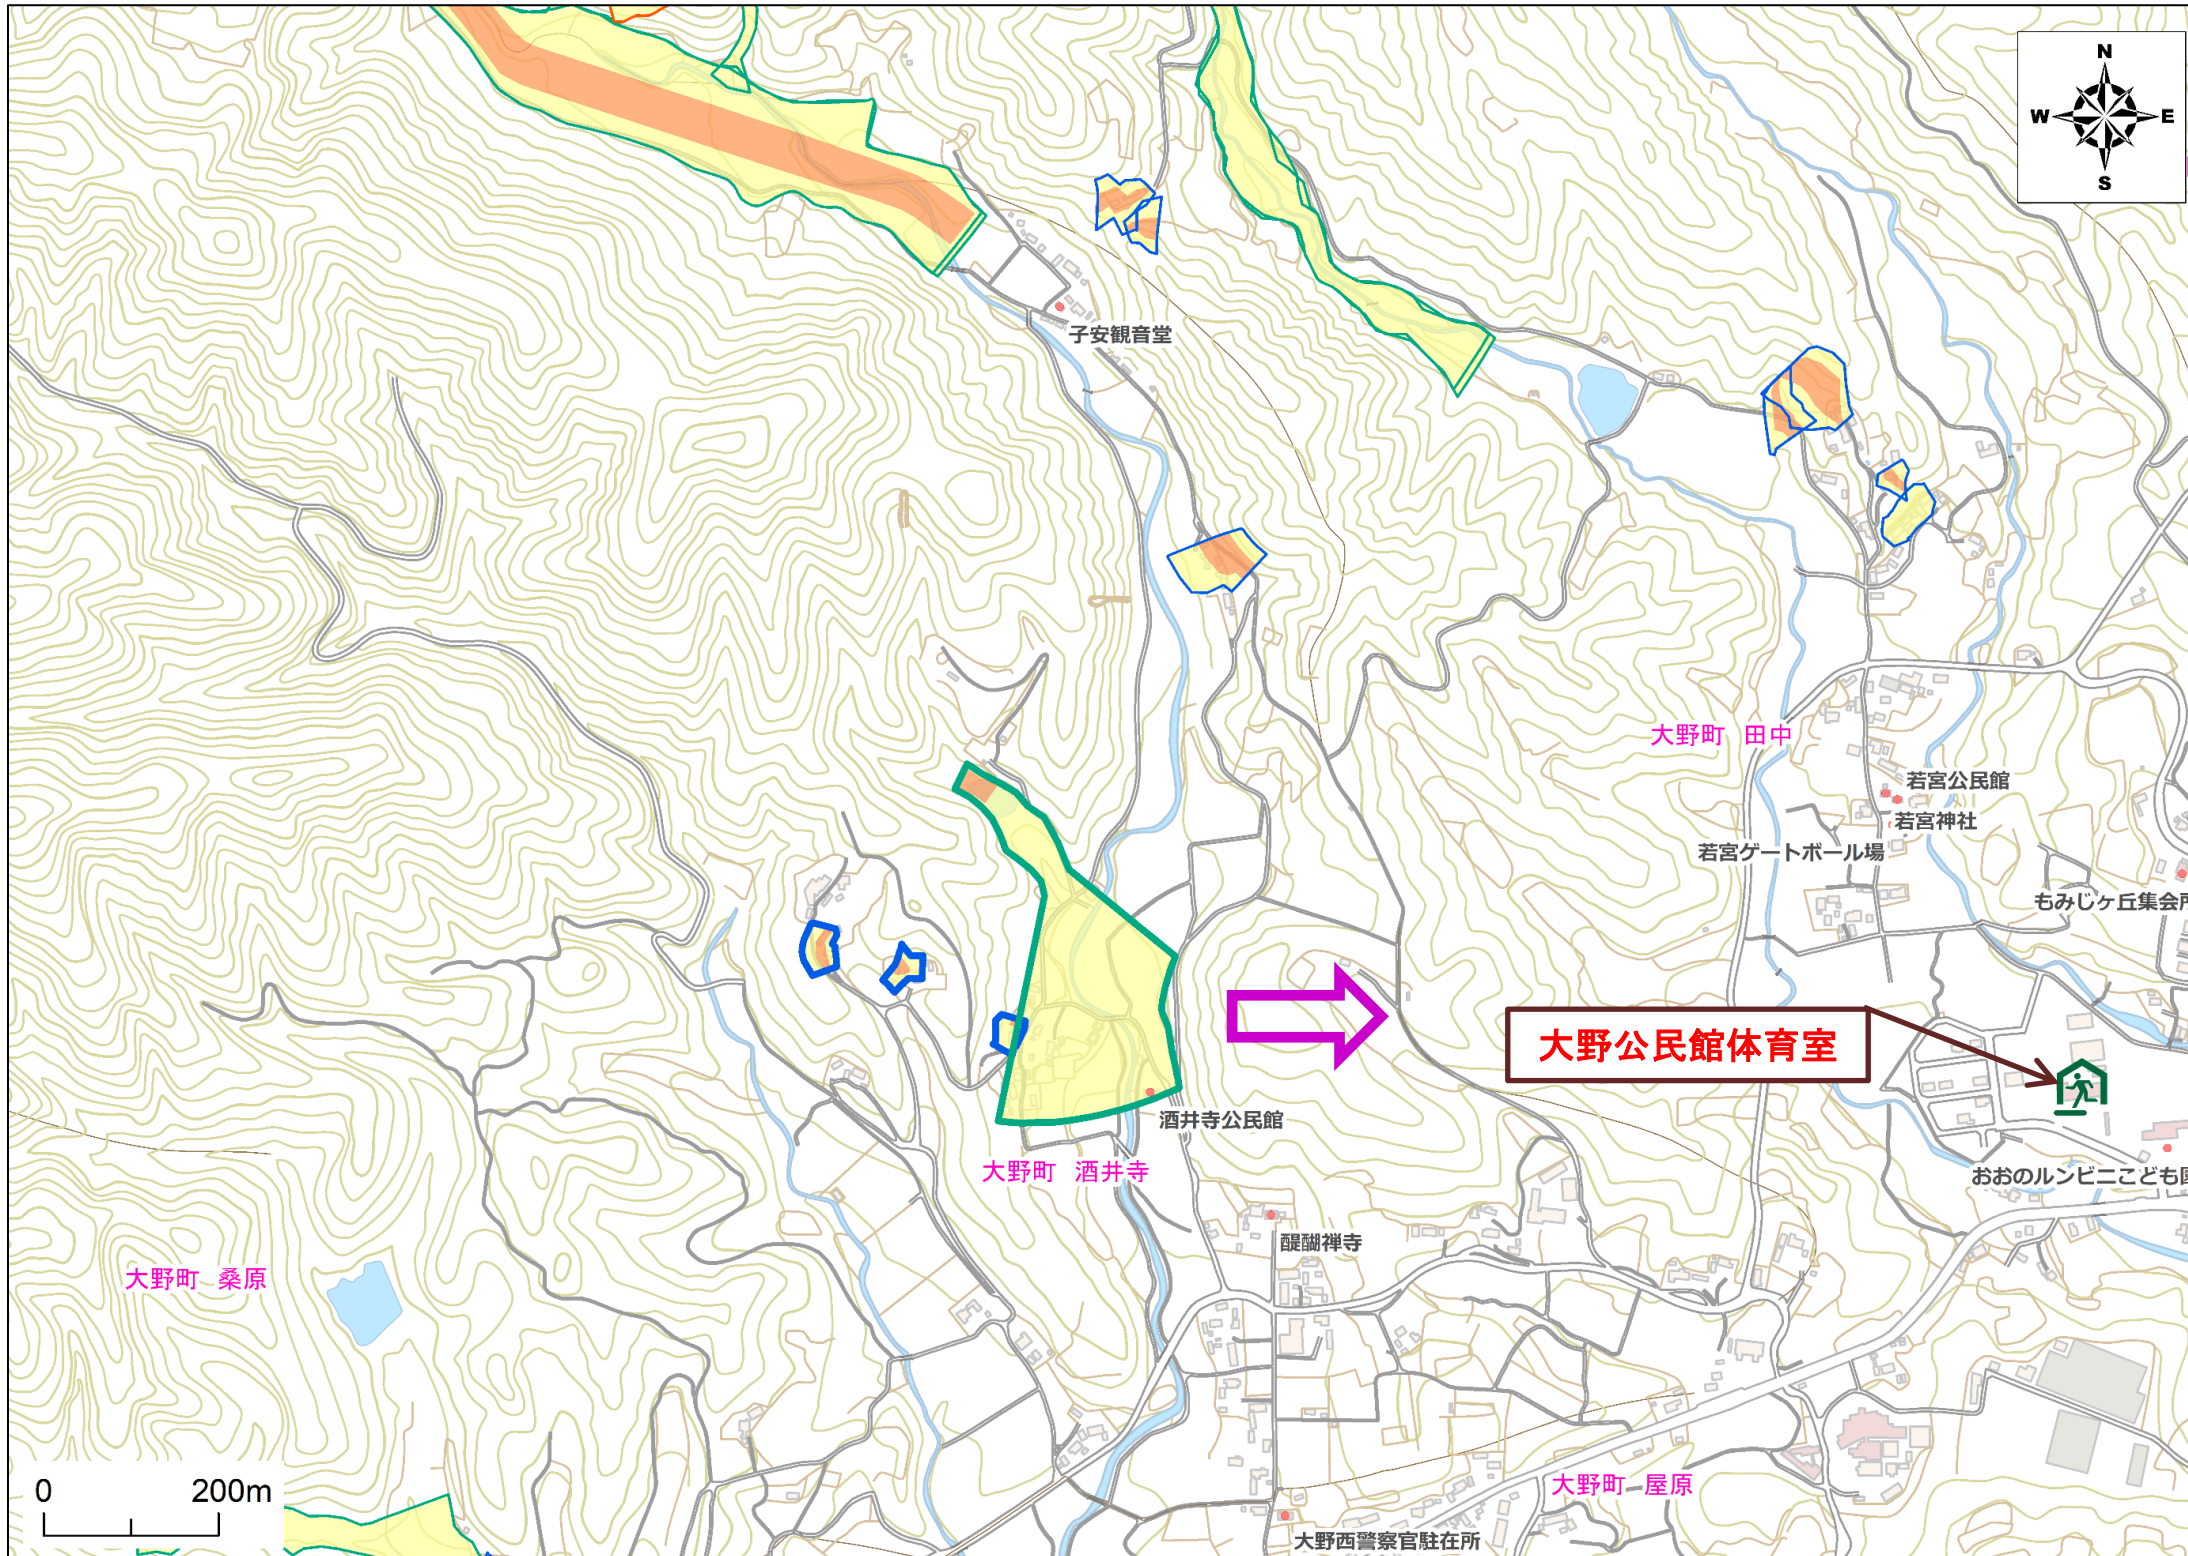 N
W E
S
子安観音堂
大野町 田中
若宮公民館
若宮神社
若宮ゲートボール場
もみじヶ丘集会所
大野公民館体育室
酒井寺公民館
大野町 酒井寺
おおのルンビニこども園
醍醐禅寺
大野町 桑原
大野町 屋原
0 200m
大野西警察官駐在所